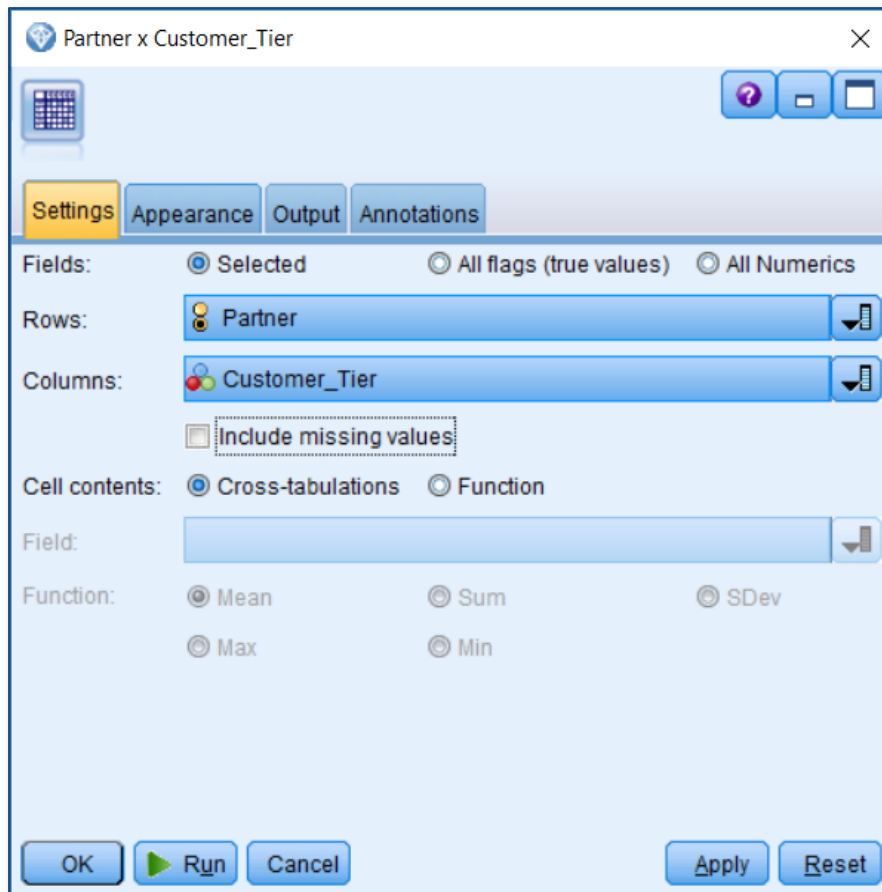 Partner x Customer_Tier
Settings Appearance Output Annotations
Fields: Selected All flags (true values) All Numerics
Rows: Partner
Columns: Customer_Tier
Include missing values
Cell contents: Cross-tabulations Function
Field:
Function: Mean Sum SDev
Max Min
OK Run Cancel Apply Reset